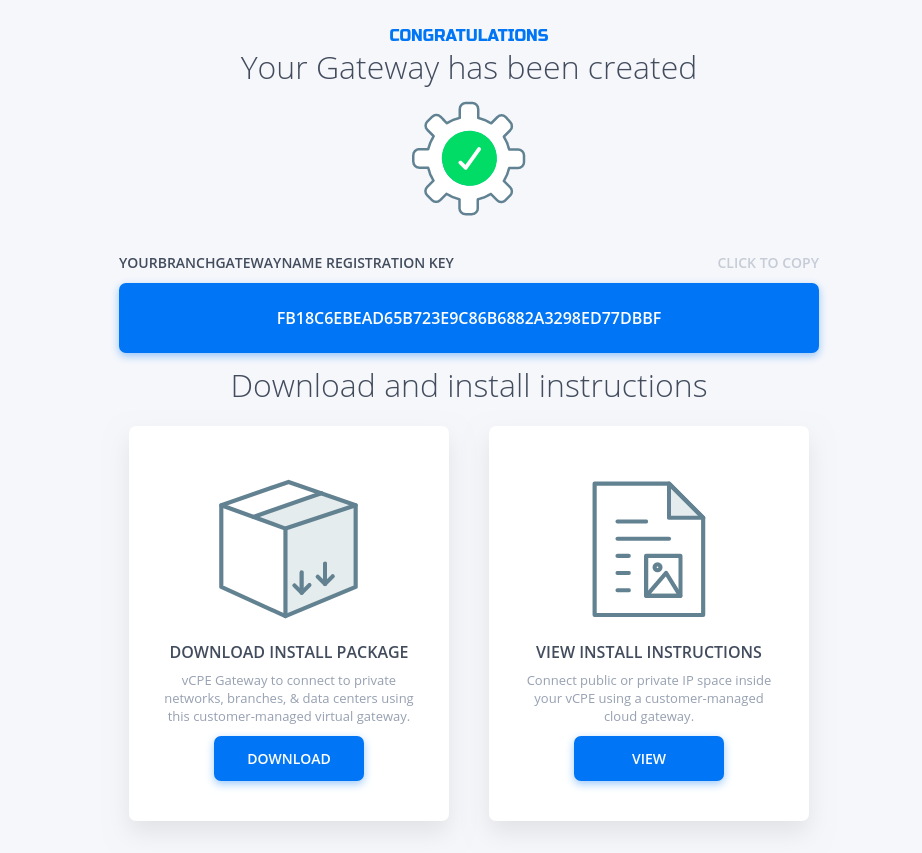 CONGRATULATIONS
Your Gateway has been created
YOURBRANCHGATEWAYNAME REGISTRATION KEY
CLICK TO COPY
FB18C6EBEAD65B723E9C86B6882A3298ED77DBBF
Download and install instructions
DOWNLOAD INSTALL PACKAGE
vCPE Gateway to connect to private
networks, branches, & data centers using
this customer-managed virtual gateway.
DOWNLOAD
VIEW INSTALL INSTRUCTIONS
Connect public or private IP space inside
your vCPE using a customer-managed
cloud gateway.
VIEW